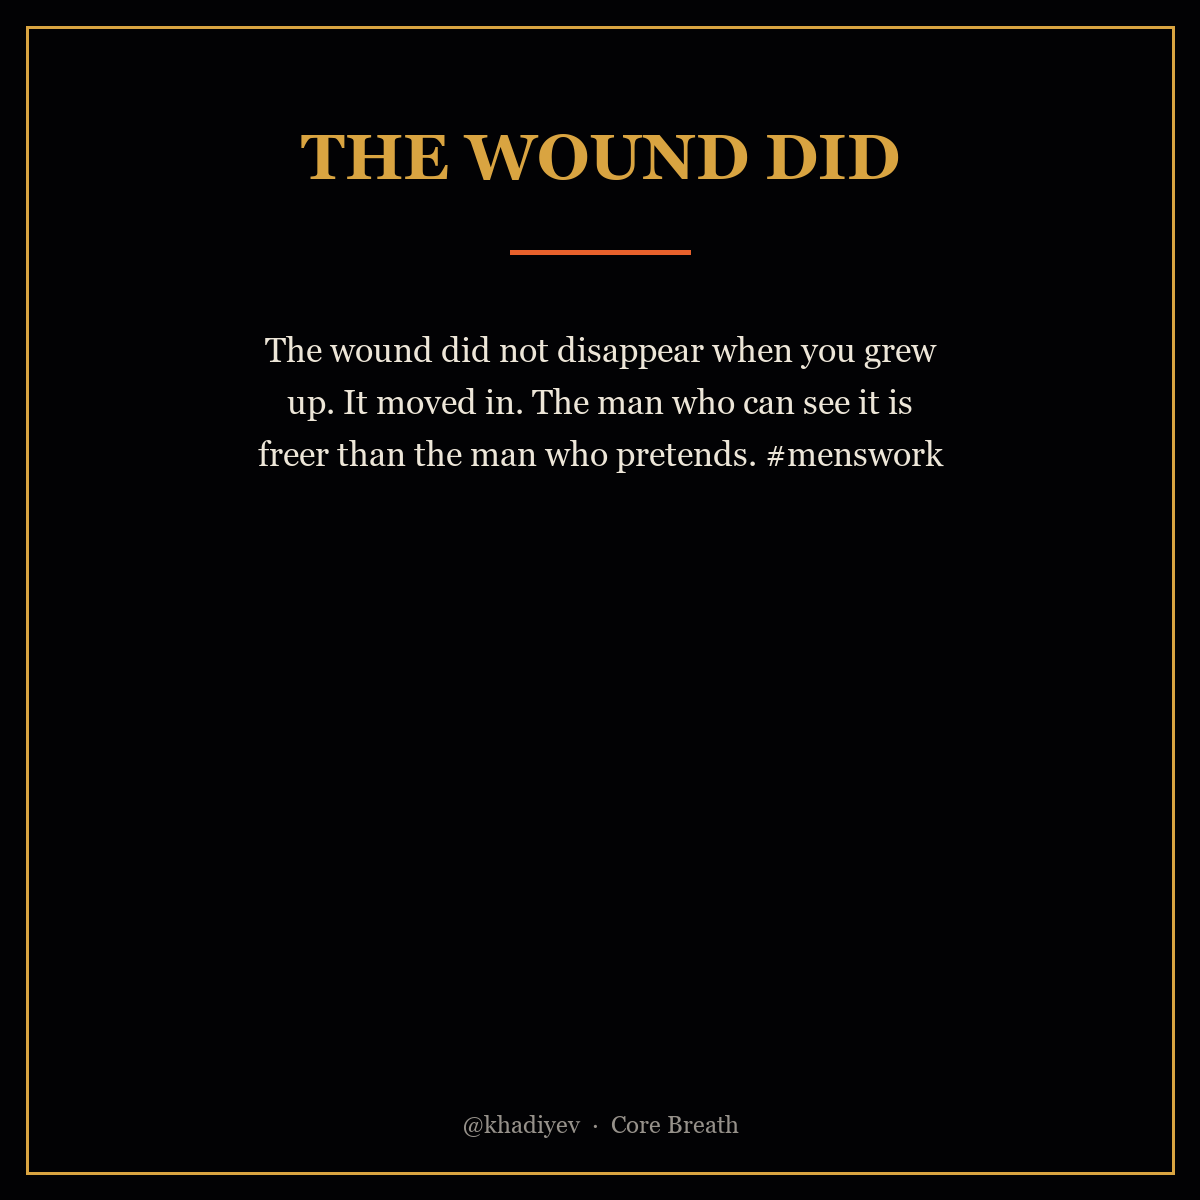 THE WOUND DID
The wound did not disappear when you grew
up. It moved in. The man who can see it is
freer than the man who pretends. #menswork
@khadiyev · Core Breath